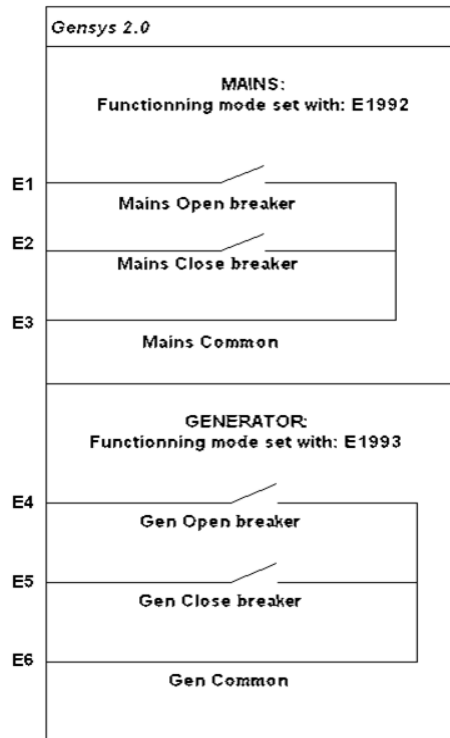 Gensys 2.0
MAINS:
Functionning mode set with: E1992
E1
Mains Open breaker
E2
Mains Close breaker
E3
Mains Common
GENERATOR:
Functionning mode set with: E1993
E4
Gen Open breaker
E5
Gen Close breaker
E6
Gen Common